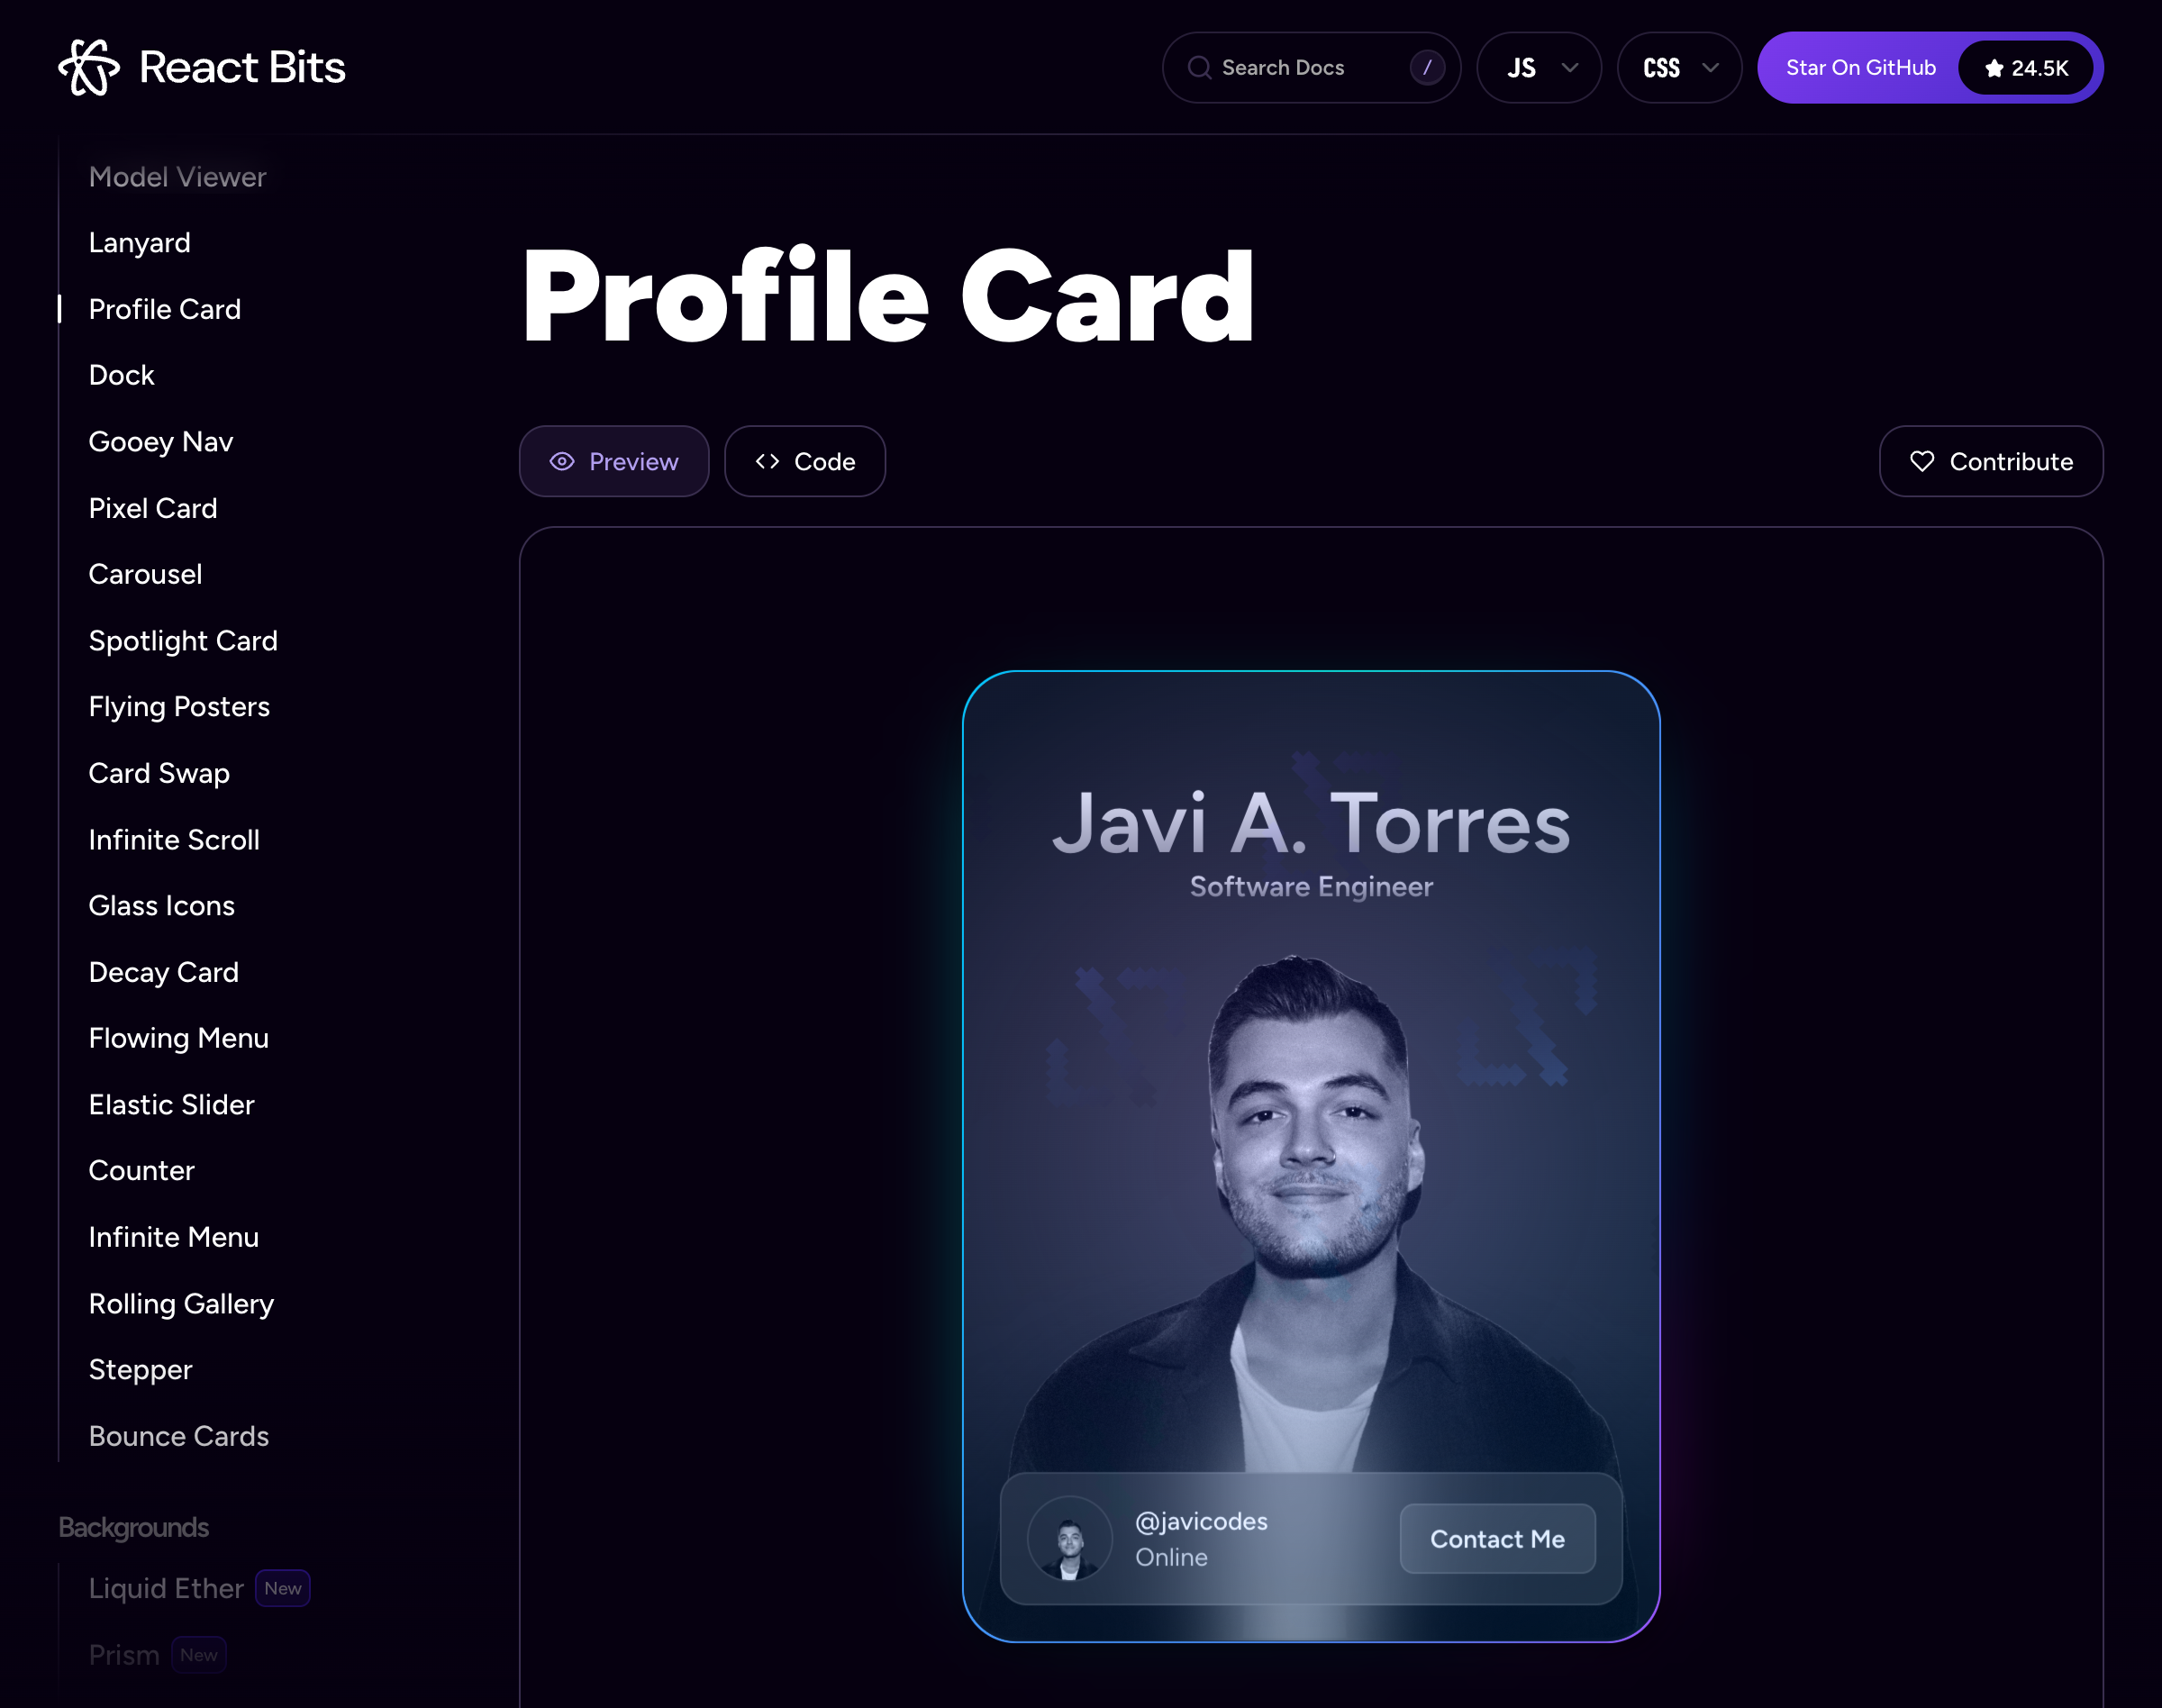 React Bits
Search Docs /
JS
CSS
Star On GitHub
24.5K
Model Viewer
Lanyard
Profile Card
Dock
Gooey Nav
Pixel Card
Carousel
Spotlight Card
Flying Posters
Card Swap
Infinite Scroll
Glass Icons
Decay Card
Flowing Menu
Elastic Slider
Counter
Infinite Menu
Rolling Gallery
Stepper
Bounce Cards
Backgrounds
Liquid Ether New
Prism New
Profile Card
Preview
Code
Contribute
Javi A. Torres
Software Engineer
@javicodes
Online
Contact Me